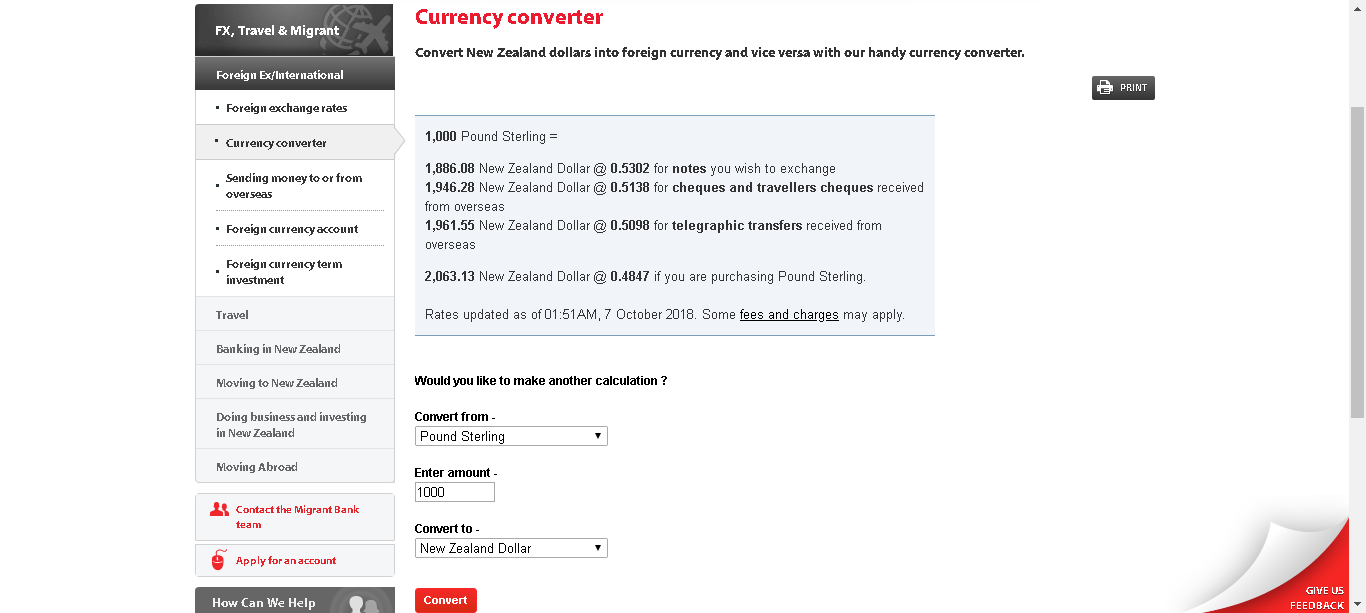 FX, Travel & Migrant
Foreign Ex/International
Foreign exchange rates
Currency converter
Sending money to or from
overseas
Foreign currency account
Foreign currency term
investment
Travel
Banking in New Zealand
Moving to New Zealand
Doing business and investing
in New Zealand
Moving Abroad
Contact the Migrant Bank
team
Apply for an account
How Can We Help
Currency converter
Convert New Zealand dollars into foreign currency and vice versa with our handy currency converter.
PRINT
1,000 Pound Sterling =
1,886.08 New Zealand Dollar @ 0.5302 for notes you wish to exchange
1,946.28 New Zealand Dollar @ 0.5138 for cheques and travellers cheques received
from overseas
1,961.55 New Zealand Dollar @ 0.5098 for telegraphic transfers received from
overseas
2,063.13 New Zealand Dollar @ 0.4847 if you are purchasing Pound Sterling.
Rates updated as of 01:51AM, 7 October 2018. Some fees and charges may apply.
Would you like to make another calculation ?
Convert from -
Pound Sterling
Enter amount -
1000
Convert to -
New Zealand Dollar
Convert
GIVE US
FEEDBACK